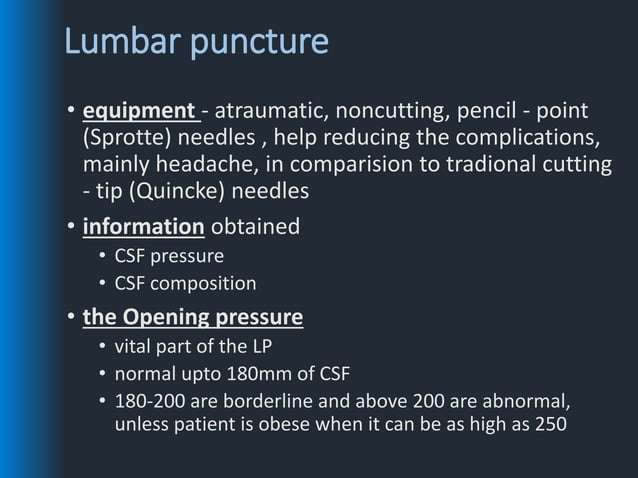 Lumbar puncture
• equipment - atraumatic, noncutting, pencil - point
(Sprotte) needles , help reducing the complications,
mainly headache, in comparision to tradional cutting
- tip (Quincke) needles
• information obtained
• CSF pressure
• CSF composition
• the Opening pressure
• vital part of the LP
• normal upto 180mm of CSF
• 180-200 are borderline and above 200 are abnormal,
unless patient is obese when it can be as high as 250